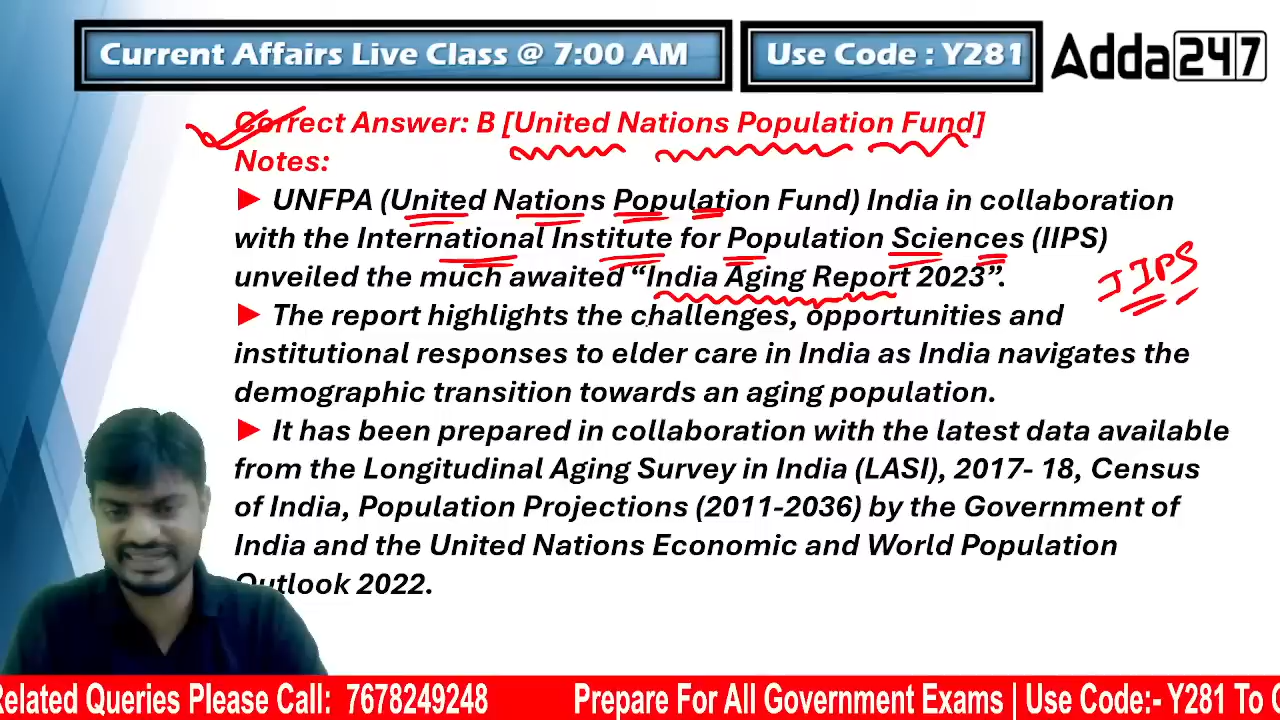 Current Affairs Live Class @ 7:00 AM
Use Code : Y281
Adda247
Correct Answer: B [United Nations Population Fund]
Notes:
► UNFPA (United Nations Population Fund) India in collaboration
with the International Institute for Population Sciences (IIPS)
unveiled the much awaited “India Aging Report 2023”.
IIPS
► The report highlights the challenges, opportunities and
institutional responses to elder care in India as India navigates the
demographic transition towards an aging population.
► It has been prepared in collaboration with the latest data available
from the Longitudinal Aging Survey in India (LASI), 2017- 18, Census
of India, Population Projections (2011-2036) by the Government of
India and the United Nations Economic and World Population
Outlook 2022.
Related Queries Please Call: 7678249248 Prepare For All Government Exams | Use Code:- Y281 To